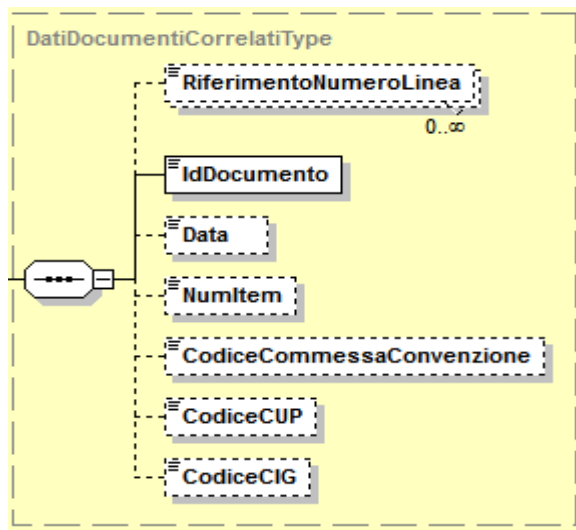 DatiDocumentiCorrelatiType
RiferimentoNumeroLinea
0..∞
IdDocumento
Data
NumItem
CodiceCommessaConvenzione
CodiceCUP
CodiceCIG